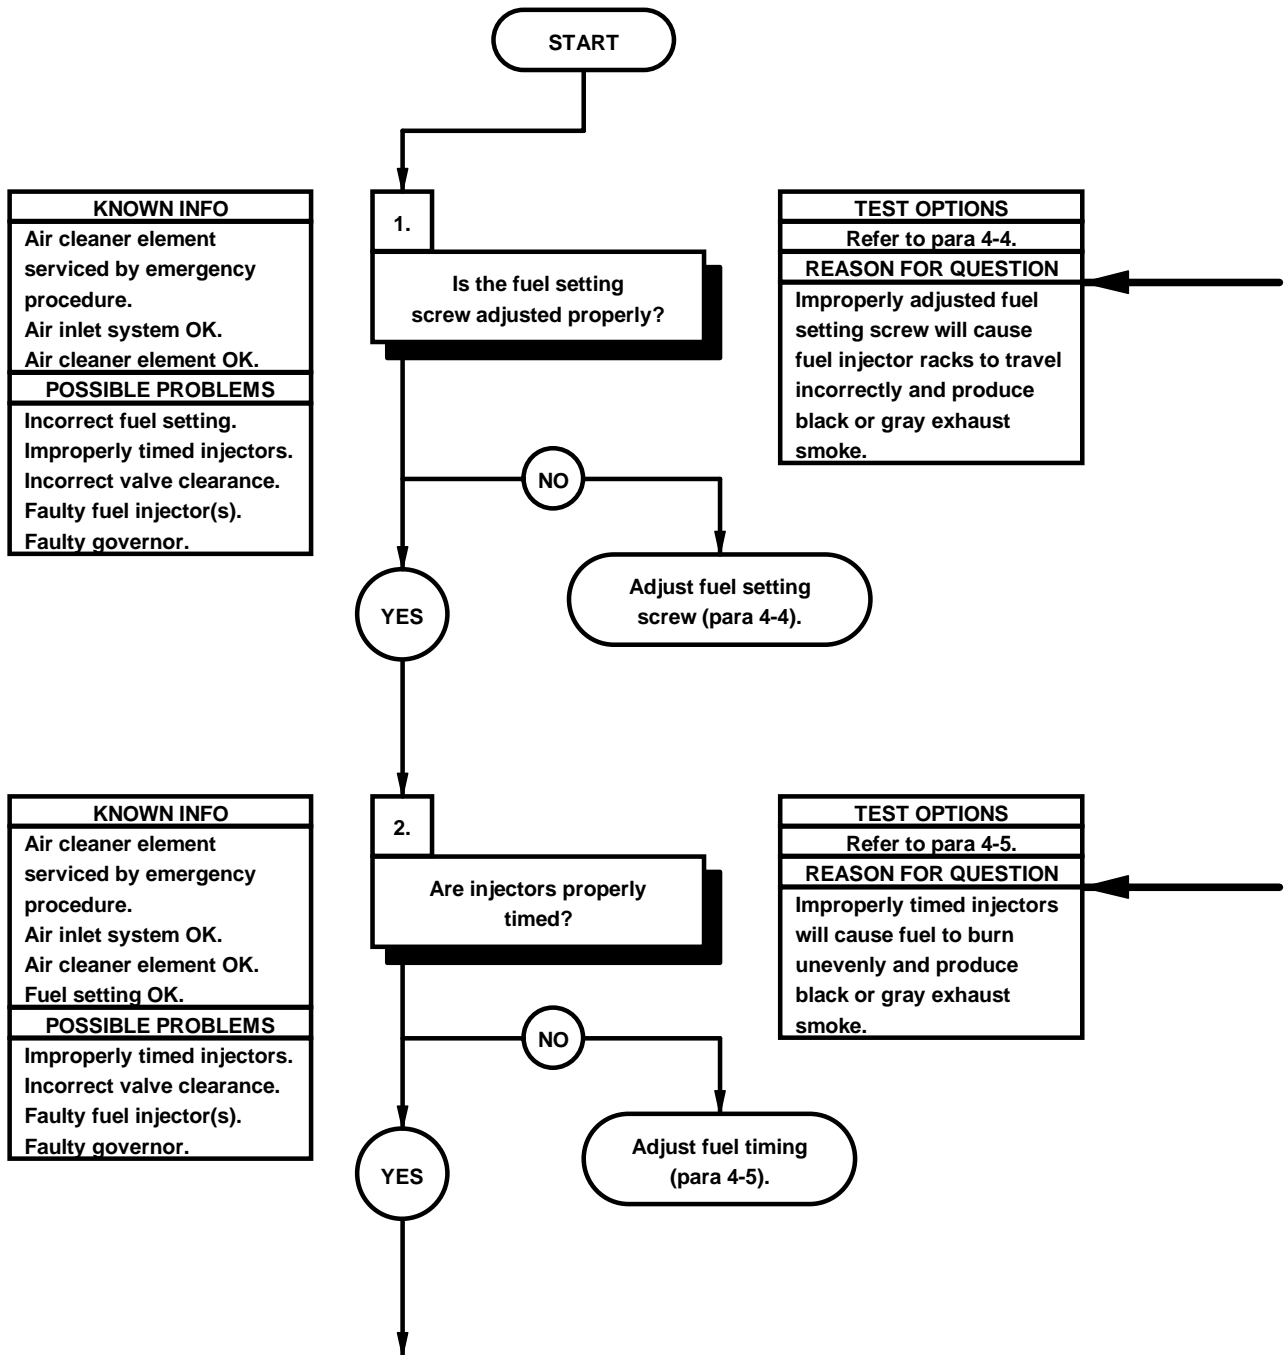 START
KNOWN INFO
Air cleaner element
serviced by emergency
procedure.
Air inlet system OK.
Air cleaner element OK.
POSSIBLE PROBLEMS
Incorrect fuel setting.
Improperly timed injectors.
Incorrect valve clearance.
Faulty fuel injector(s).
Faulty governor.
1.
Is the fuel setting
screw adjusted properly?
TEST OPTIONS
Refer to para 4-4.
REASON FOR QUESTION
Improperly adjusted fuel
setting screw will cause
fuel injector racks to travel
incorrectly and produce
black or gray exhaust
smoke.
NO
Adjust fuel setting
screw (para 4-4).
YES
KNOWN INFO
Air cleaner element
serviced by emergency
procedure.
Air inlet system OK.
Air cleaner element OK.
Fuel setting OK.
POSSIBLE PROBLEMS
Improperly timed injectors.
Incorrect valve clearance.
Faulty fuel injector(s).
Faulty governor.
2.
Are injectors properly
timed?
TEST OPTIONS
Refer to para 4-5.
REASON FOR QUESTION
Improperly timed injectors
will cause fuel to burn
unevenly and produce
black or gray exhaust
smoke.
NO
Adjust fuel timing
(para 4-5).
YES